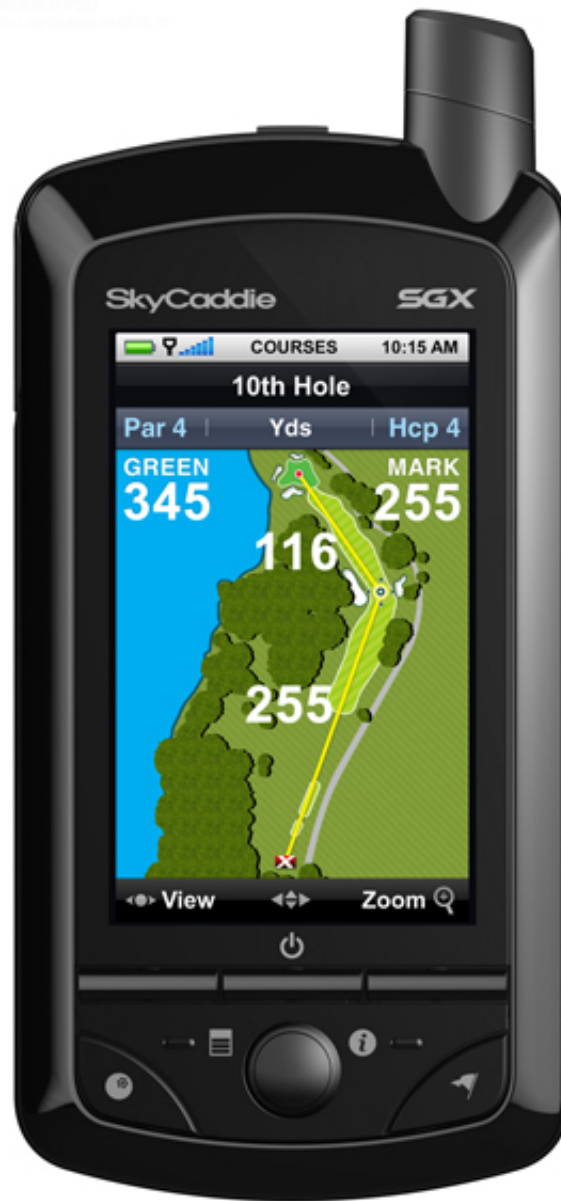 SkyCaddie SGX
COURSES 10:15 AM
10th Hole
Par 4 Yds Hcp 4
GREEN MARK
345 255
116
255
View Zoom